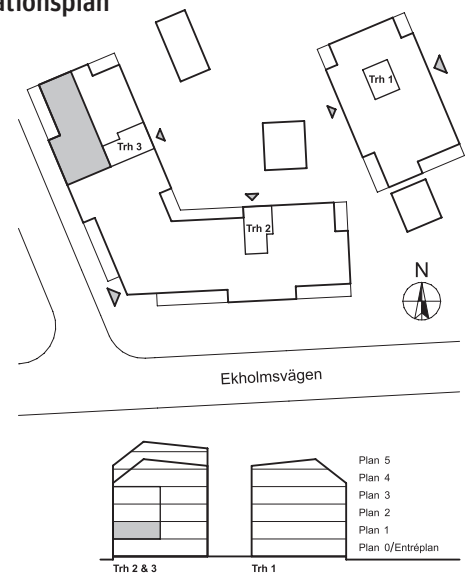 ationsplan
Trh 1
Trh 3
Trh 2
N
Ekholmsvägen
Plan 5
Plan 4
Plan 3
Plan 2
Plan 1
Plan 0/Entréplan
Trh 2 & 3
Trh 1